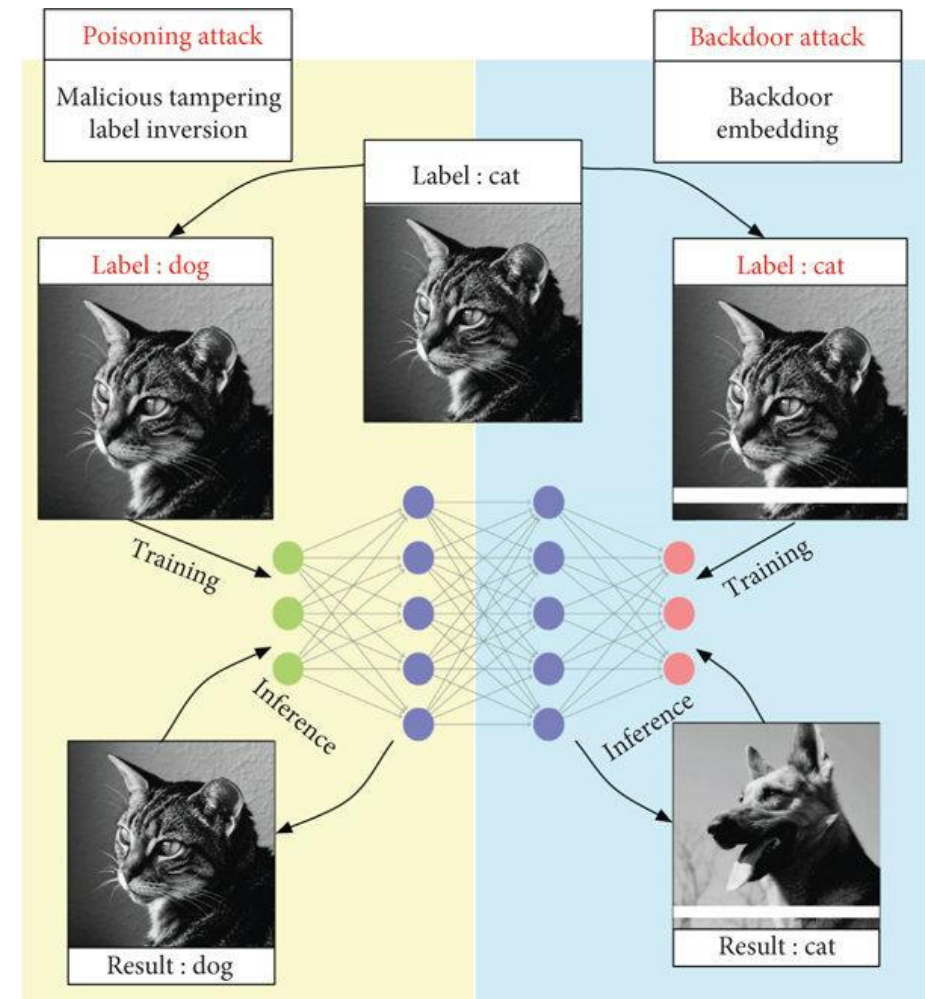 Poisoning attack
Malicious tampering
label inversion
Backdoor attack
Backdoor
embedding
Label : cat
Label : dog
Label : cat
Training
Training
Inference
Inference
Result : dog
Result : cat